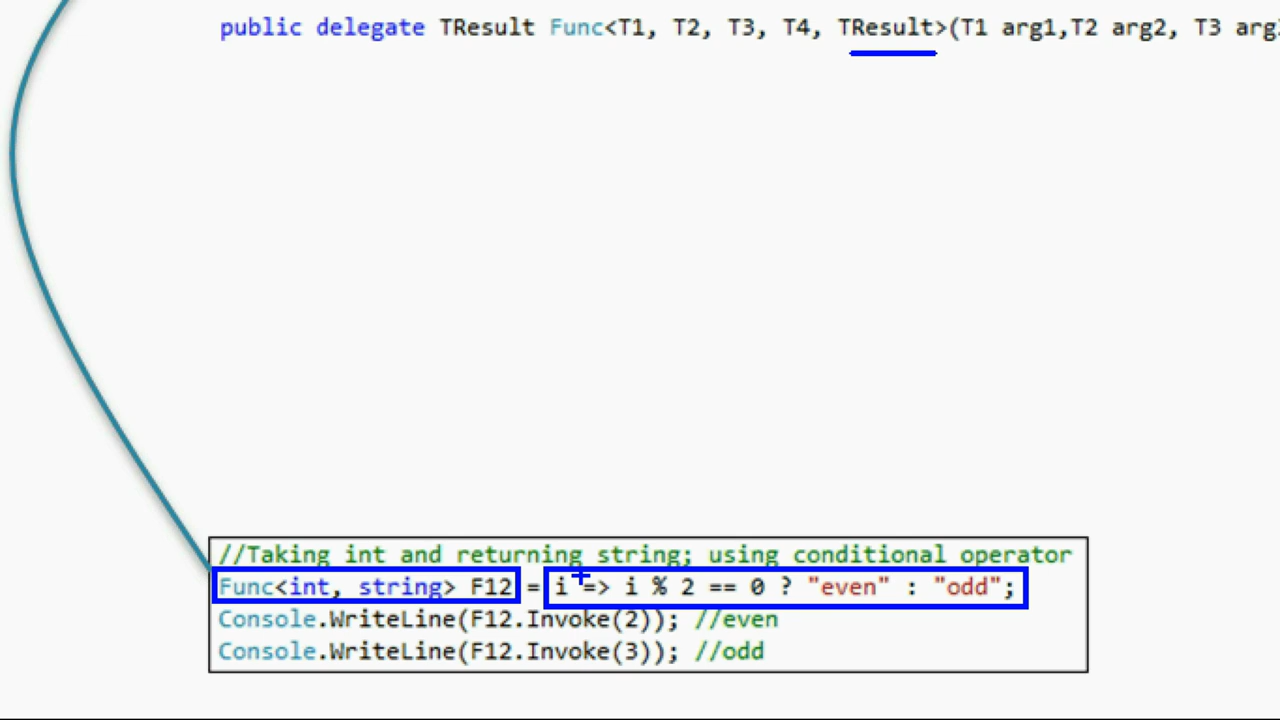 public delegate TResult Func<T1, T2, T3, T4, TResult>(T1 arg1,T2 arg2, T3 arg
//Taking int and returning string; using conditional operator
Func<int, string> F12 = i => i % 2 == 0 ? "even" : "odd";
Console.WriteLine(F12.Invoke(2)); //even
Console.WriteLine(F12.Invoke(3)); //odd